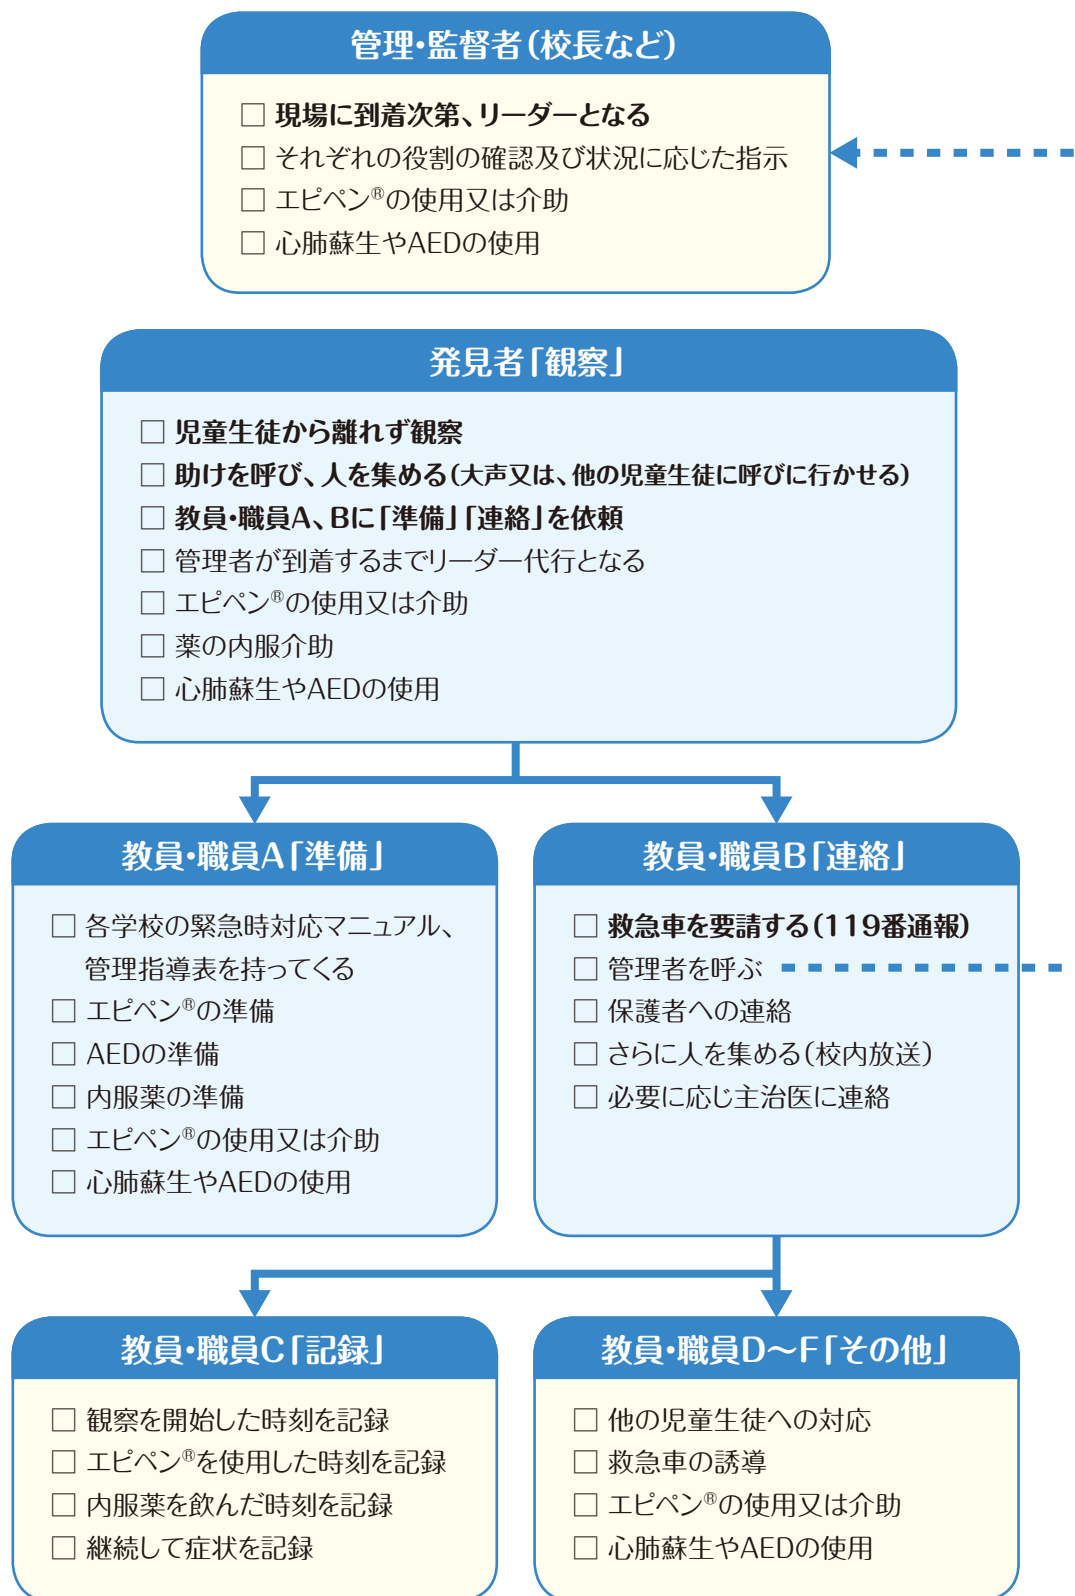 管理・監督者（校長など）
□ 現場に到着次第、リーダーとなる
□ それぞれの役割の確認及び状況に応じた指示
□ エピペン®の使用又は介助
□ 心肺蘇生やAEDの使用
発見者「観察」
□ 児童生徒から離れず観察
□ 助けを呼び、人を集める（大声又は、他の児童生徒に呼びに行かせる）
□ 教員・職員A、Bに「準備」「連絡」を依頼
□ 管理者が到着するまでリーダー代行となる
□ エピペン®の使用又は介助
□ 薬の内服介助
□ 心肺蘇生やAEDの使用
教員・職員A「準備」
□ 各学校の緊急時対応マニュアル、
管理指導表を持ってくる
□ エピペン®の準備
□ AEDの準備
□ 内服薬の準備
□ エピペン®の使用又は介助
□ 心肺蘇生やAEDの使用
教員・職員B「連絡」
□ 救急車を要請する（119番通報）
□ 管理者を呼ぶ
□ 保護者への連絡
□ さらに人を集める（校内放送）
□ 必要に応じ主治医に連絡
教員・職員C「記録」
□ 観察を開始した時刻を記録
□ エピペン®を使用した時刻を記録
□ 内服薬を飲んだ時刻を記録
□ 継続して症状を記録
教員・職員D～F「その他」
□ 他の児童生徒への対応
□ 救急車の誘導
□ エピペン®の使用又は介助
□ 心肺蘇生やAEDの使用